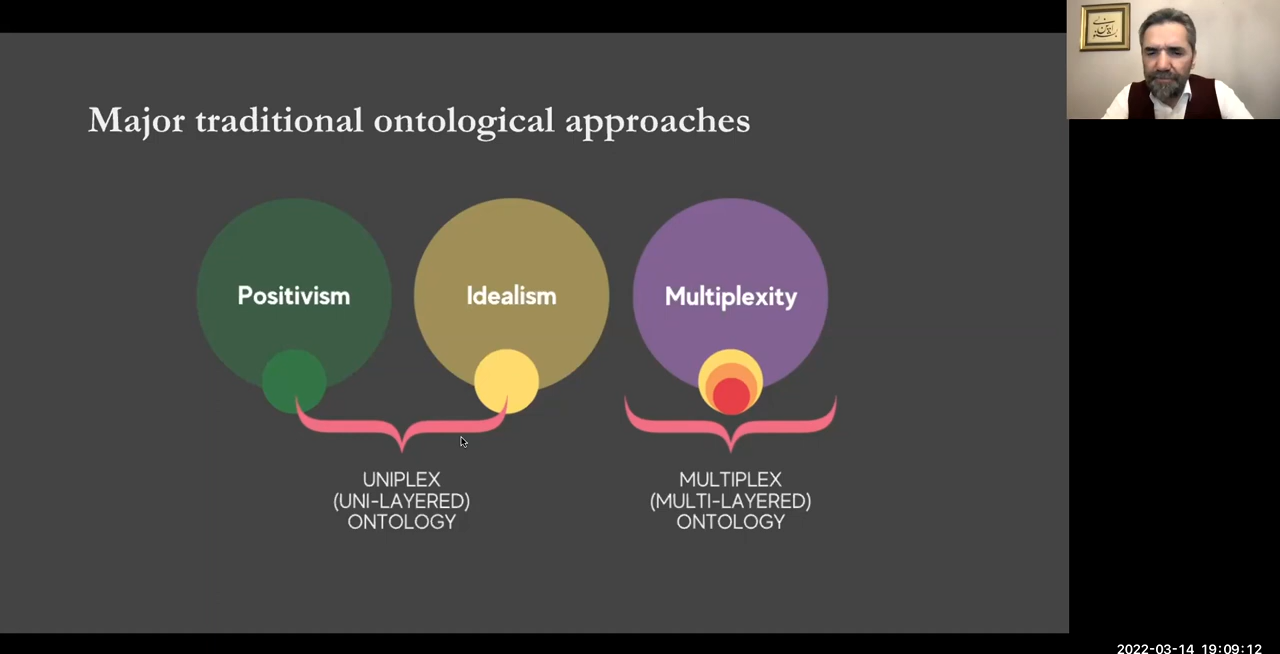 Major traditional ontological approaches
Positivism
Idealism
Multiplexity
UNIPLEX
(UNI-LAYERED)
ONTOLOGY
MULTIPLEX
(MULTI-LAYERED)
ONTOLOGY
2022-03-14 19:09:12